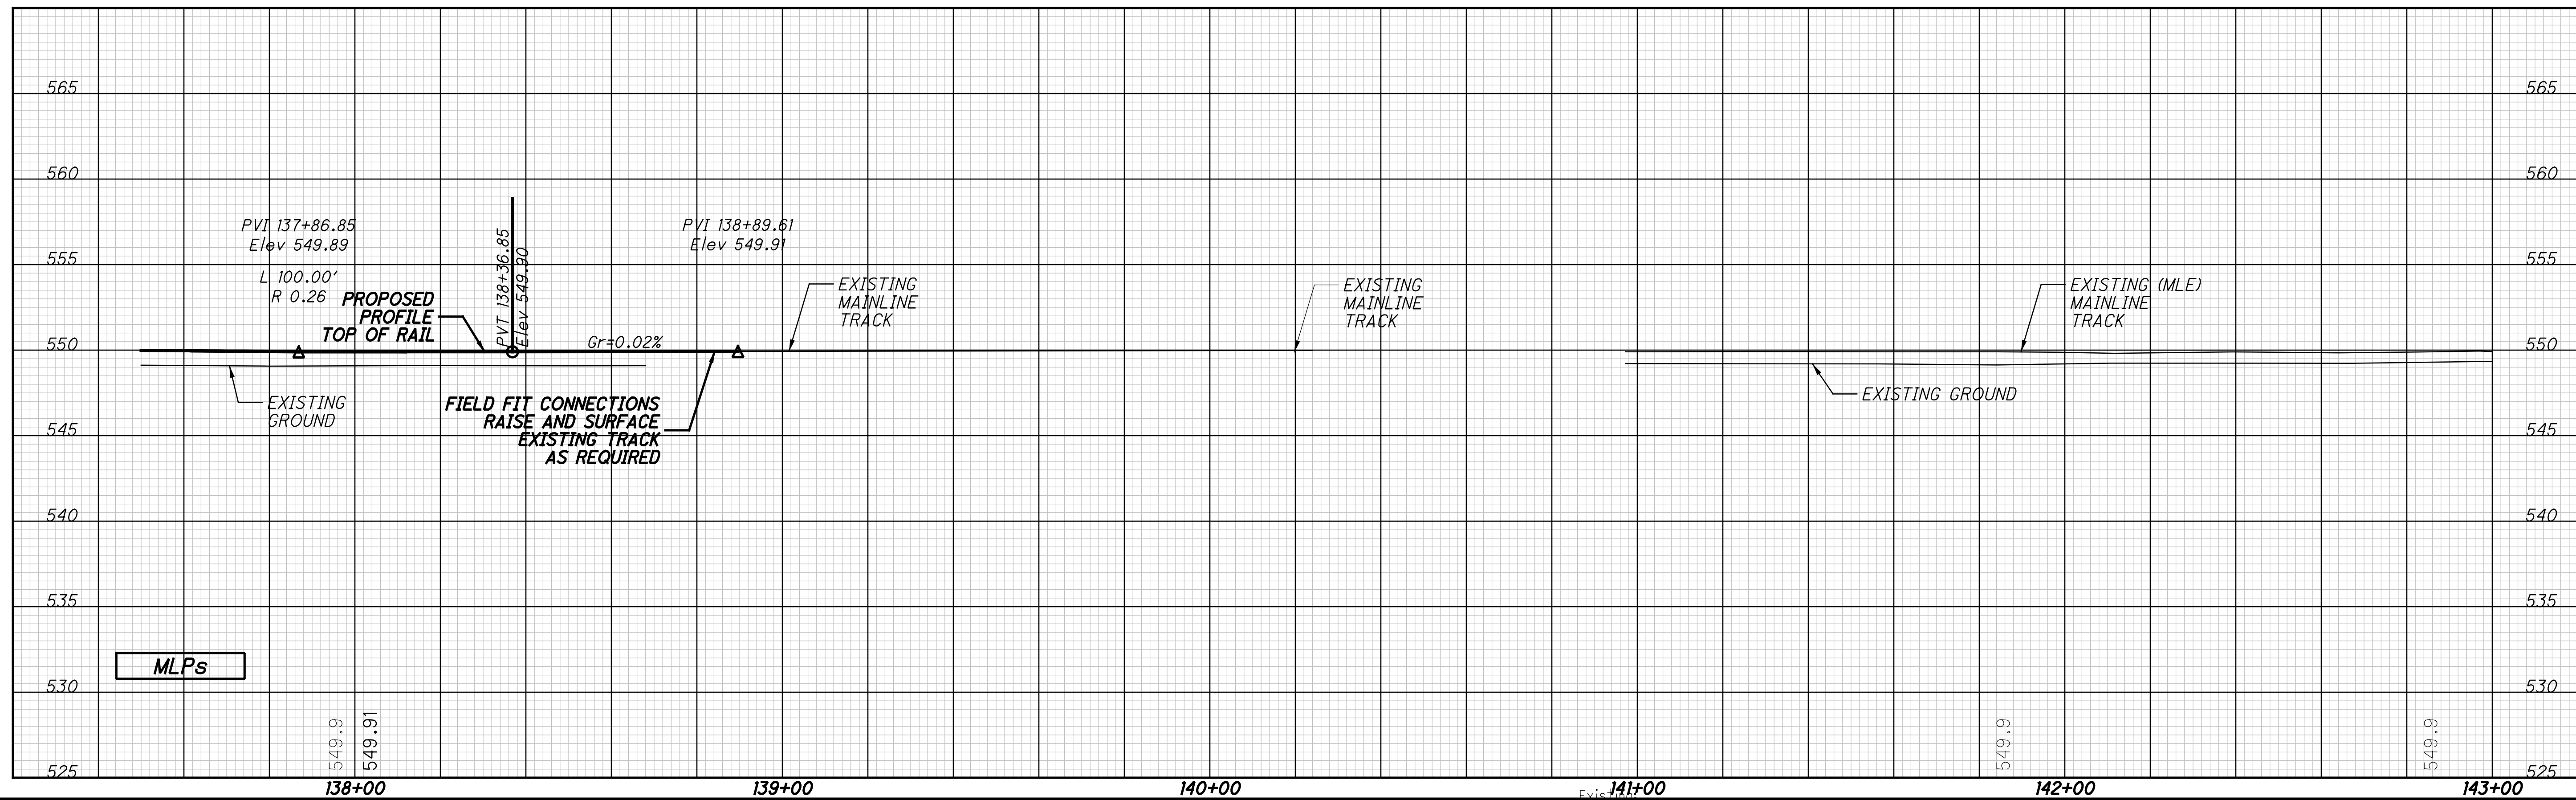 565
565
560
560
PVI 137+86.85
Elev 549.89
L 100.00'
R 0.26
PVT 138+36.85
Elev 549.90
PVI 138+89.61
Elev 549.91
555
555
PROPOSED
PROFILE
TOP OF RAIL
EXISTING
MAINLINE
TRACK
EXISTING
MAINLINE
TRACK
EXISTING (MLE)
MAINLINE
TRACK
Gr=0.02%
550
550
EXISTING
GROUND
FIELD FIT CONNECTIONS
RAISE AND SURFACE
EXISTING TRACK
AS REQUIRED
EXISTING GROUND
545
545
540
540
535
535
MLPs
530
530
549.9
549.91
549.9
549.9
525
525
138+00
139+00
140+00
141+00
142+00
143+00
Existing